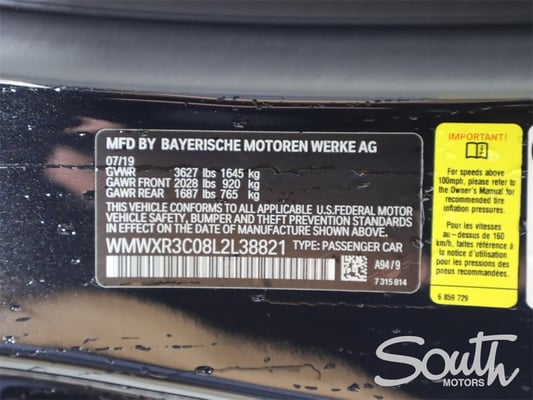 MFD BY BAYERISCHE MOTOREN WERKE AG
07/19
GVWR 3627 lbs 1645 kg
GAWR FRONT 2028 lbs 920 kg
GAWR REAR 1687 lbs 765 kg
THIS VEHICLE CONFORMS TO ALL APPLICABLE U.S.FEDERAL MOTOR
VEHICLE SAFETY, BUMPER AND THEFT PREVENTION STANDARDS
IN EFFECT ON THE DATE OF MANUFACTURE SHOWN ABOVE.
WMWXR3C08L2L38821 TYPE: PASSENGER CAR
A94/9
7 315 814
IMPORTANT!
For speeds above
100mph, please refer to
the Owner's Manual for
recommended tire
inflation pressures.
Pour les vitesses
au-dessus de 160
km/h, référez-vous à
la notice d'utilisation
pour les pressions de
pneus recommandées.
6 859 729
South
MOTORS